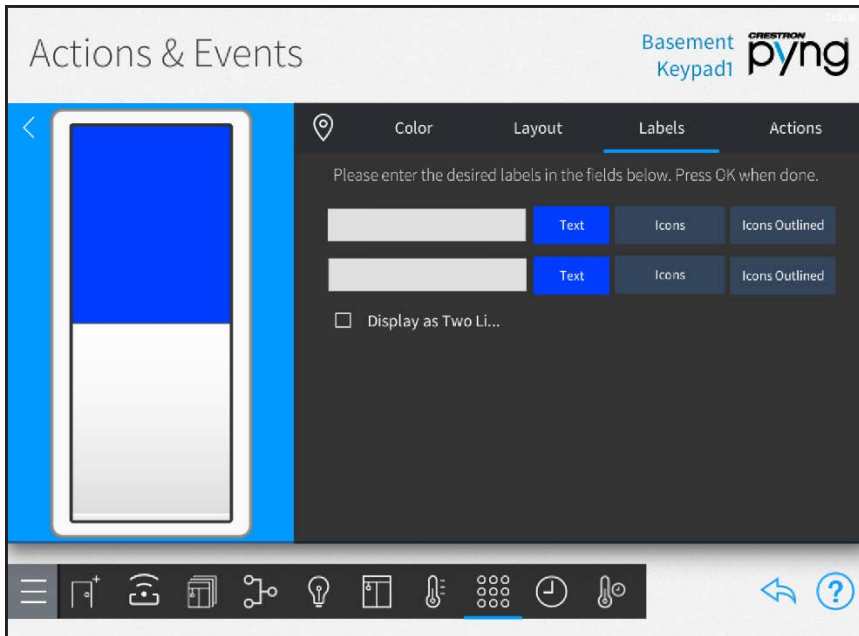 Actions & Events
Basement
Keypad1
CRESTRON
pyng
Color Layout Labels Actions
Please enter the desired labels in the fields below. Press OK when done.
Text Icons Icons Outlined
Text Icons Icons Outlined
Display as Two Li...
?